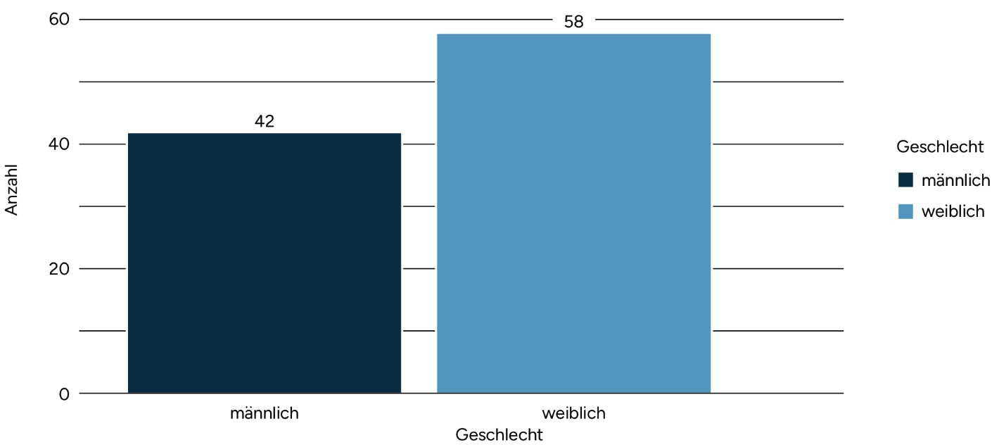 60
58
42
40
20
0
Anzahl
männlich
weiblich
Geschlecht
Geschlecht
männlich
weiblich